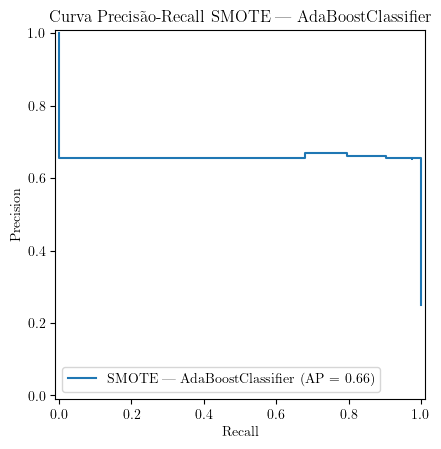 Curva Precisão-Recall SMOTE — AdaBoostClassifier
1.0
0.8
0.6
0.4
0.2
0.0
Precision
SMOTE — AdaBoostClassifier (AP = 0.66)
0.0 0.2 0.4 0.6 0.8 1.0
Recall